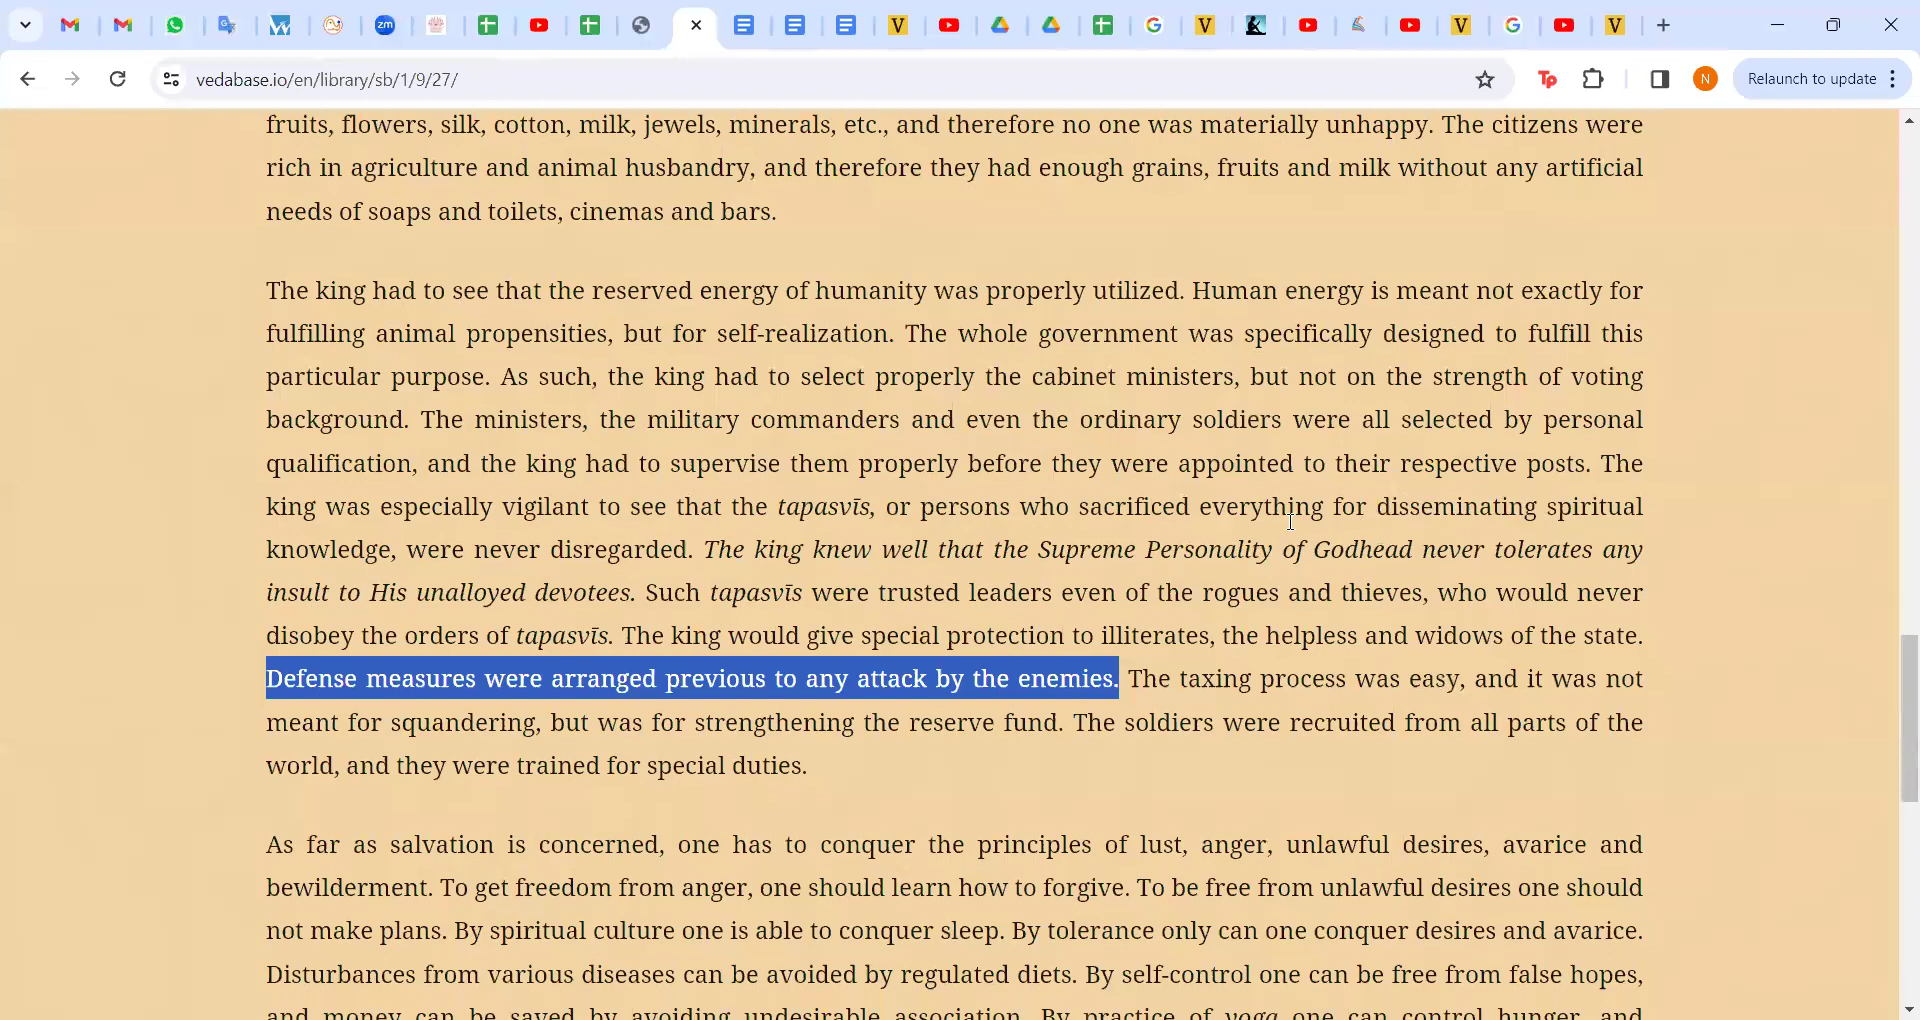 vedabase.io/en/library/sb/1/9/27/
N
Relaunch to update
fruits, flowers, silk, cotton, milk, jewels, minerals, etc., and therefore no one was materially unhappy. The citizens were
rich in agriculture and animal husbandry, and therefore they had enough grains, fruits and milk without any artificial
needs of soaps and toilets, cinemas and bars.
The king had to see that the reserved energy of humanity was properly utilized. Human energy is meant not exactly for
fulfilling animal propensities, but for self-realization. The whole government was specifically designed to fulfill this
particular purpose. As such, the king had to select properly the cabinet ministers, but not on the strength of voting
background. The ministers, the military commanders and even the ordinary soldiers were all selected by personal
qualification, and the king had to supervise them properly before they were appointed to their respective posts. The
king was especially vigilant to see that the tapasvīs, or persons who sacrificed everything for disseminating spiritual
knowledge, were never disregarded. The king knew well that the Supreme Personality of Godhead never tolerates any
insult to His unalloyed devotees. Such tapasvīs were trusted leaders even of the rogues and thieves, who would never
disobey the orders of tapasvīs. The king would give special protection to illiterates, the helpless and widows of the state.
Defense measures were arranged previous to any attack by the enemies. The taxing process was easy, and it was not
meant for squandering, but was for strengthening the reserve fund. The soldiers were recruited from all parts of the
world, and they were trained for special duties.
As far as salvation is concerned, one has to conquer the principles of lust, anger, unlawful desires, avarice and
bewilderment. To get freedom from anger, one should learn how to forgive. To be free from unlawful desires one should
not make plans. By spiritual culture one is able to conquer sleep. By tolerance only can one conquer desires and avarice.
Disturbances from various diseases can be avoided by regulated diets. By self-control one can be free from false hopes,
and money can be saved by avoiding undesirable association. By practice of yoga one can control hunger, and